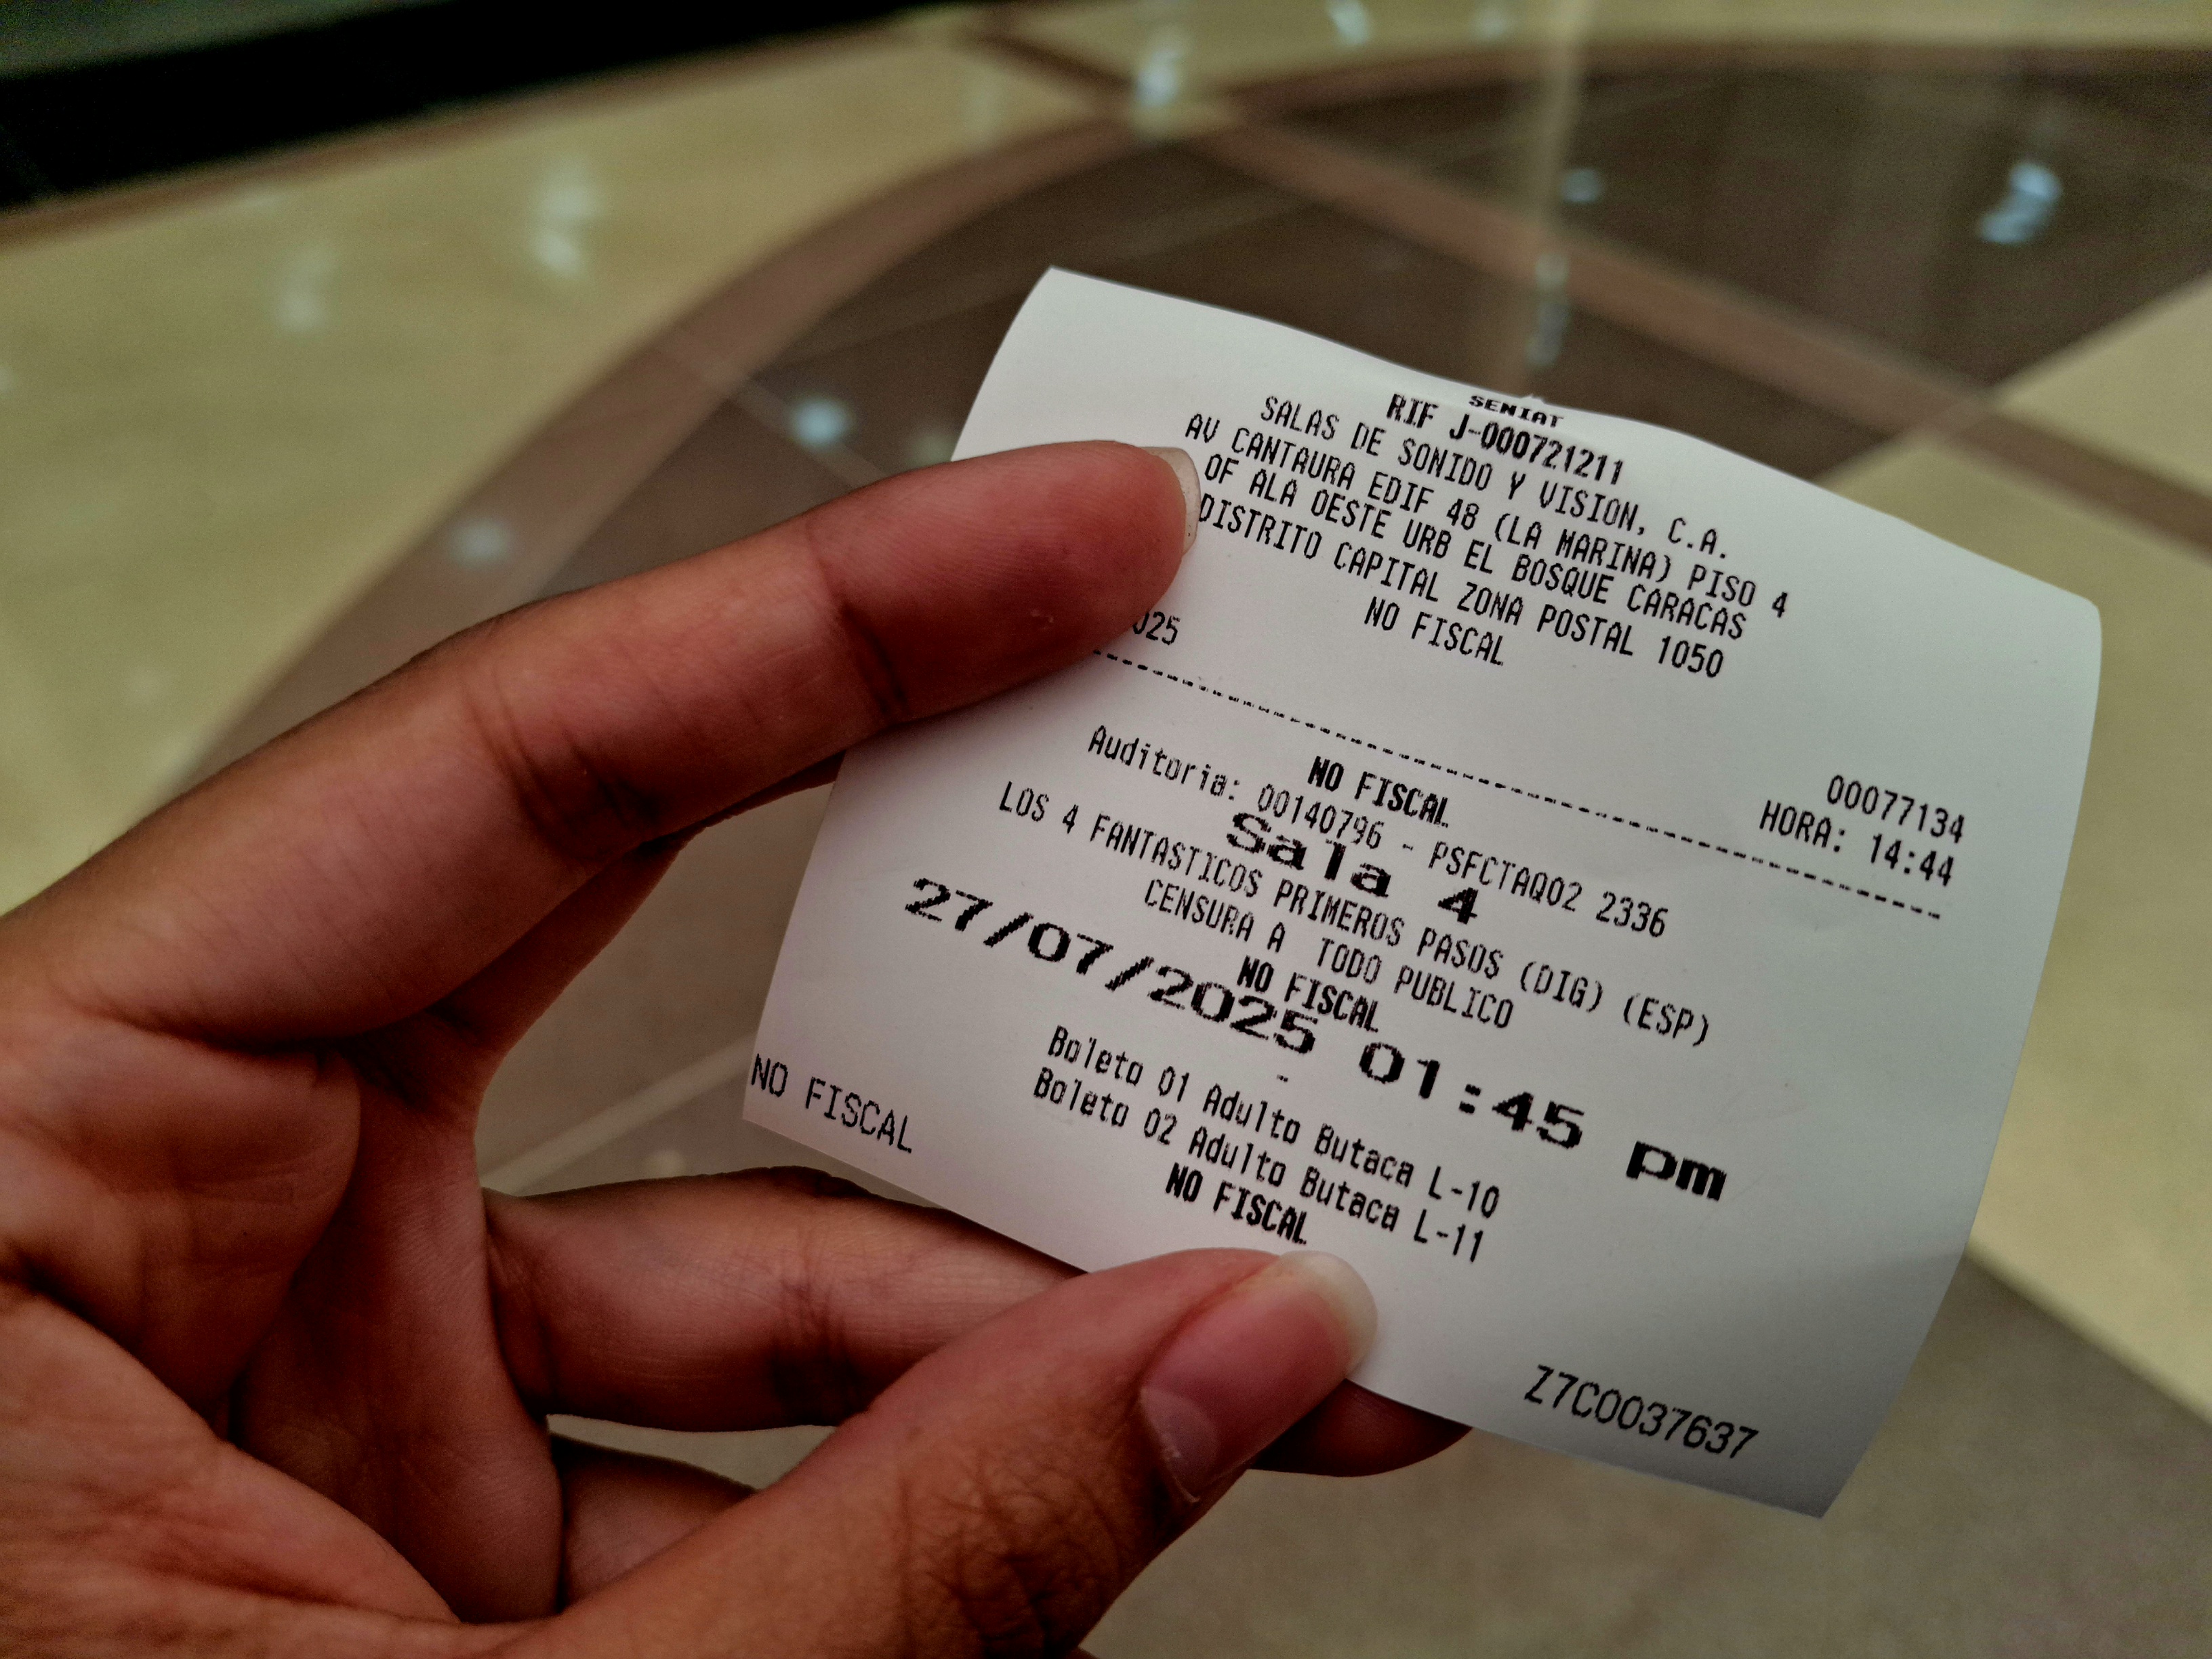 SENIAT
RIF J-000721211
SALAS DE SONIDO Y VISION, C.A.
AV CANTAURA EDIF 48 (LA MARINA) PISO 4
OF ALA OESTE URB EL BOSQUE CARACAS
DISTRITO CAPITAL ZONA POSTAL 1050
NO FISCAL
00077134
025 HORA: 14:44
NO FISCAL
Auditoria: 00140796 - PSFCTAQ02 2336
Sala 4
LOS 4 FANTASTICOS PRIMEROS PASOS (DIG) (ESP)
CENSURA A TODO PUBLICO
NO FISCAL
27/07/2025 01:45 pm
-
Boleto 01 Adulto Butaca L-10
Boleto 02 Adulto Butaca L-11
NO FISCAL
NO FISCAL Z7C0037637